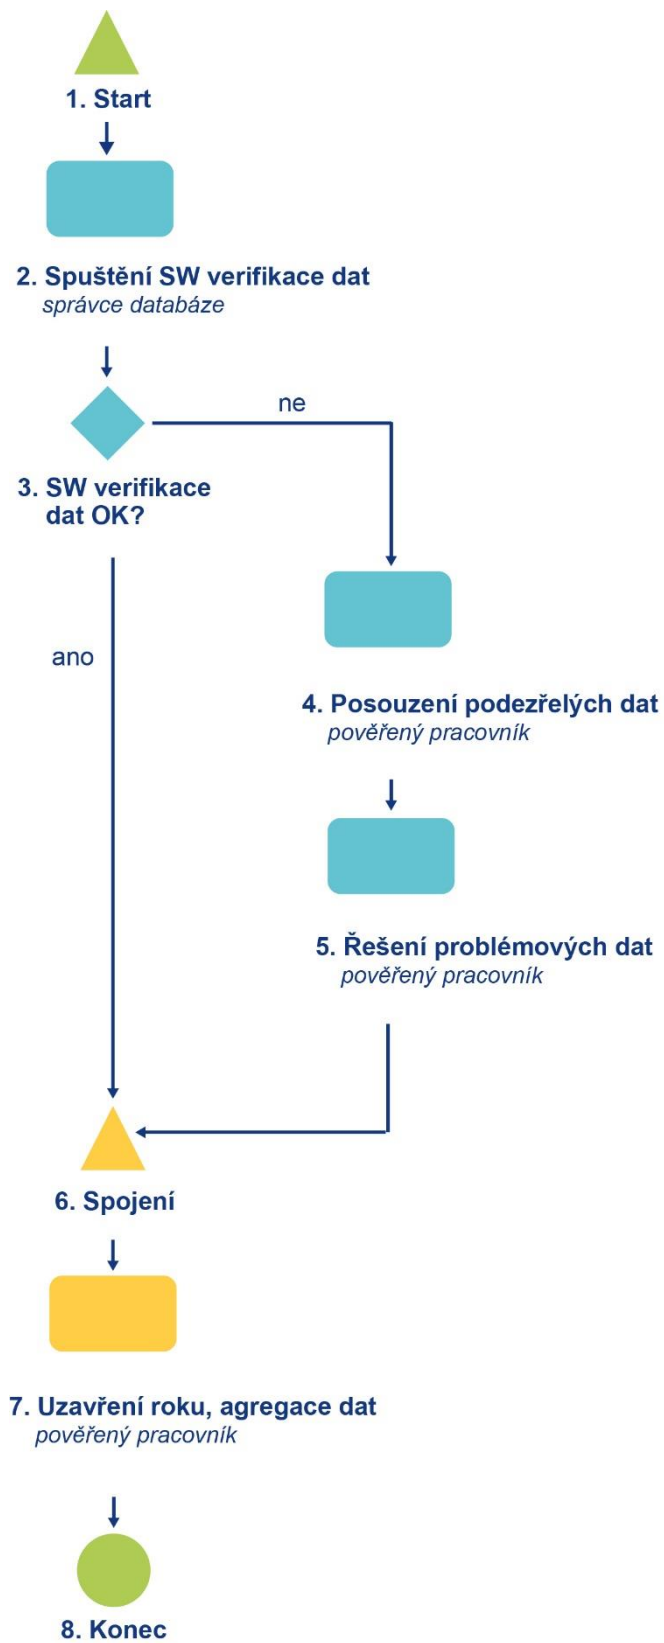 1. Start
2. Spuštění SW verifikace dat
správce databáze
ne
3. SW verifikace
dat OK?
ano
4. Posouzení podezřelých dat
pověřený pracovník
5. Řešení problémových dat
pověřený pracovník
6. Spojení
7. Uzavření roku, agregace dat
pověřený pracovník
8. Konec